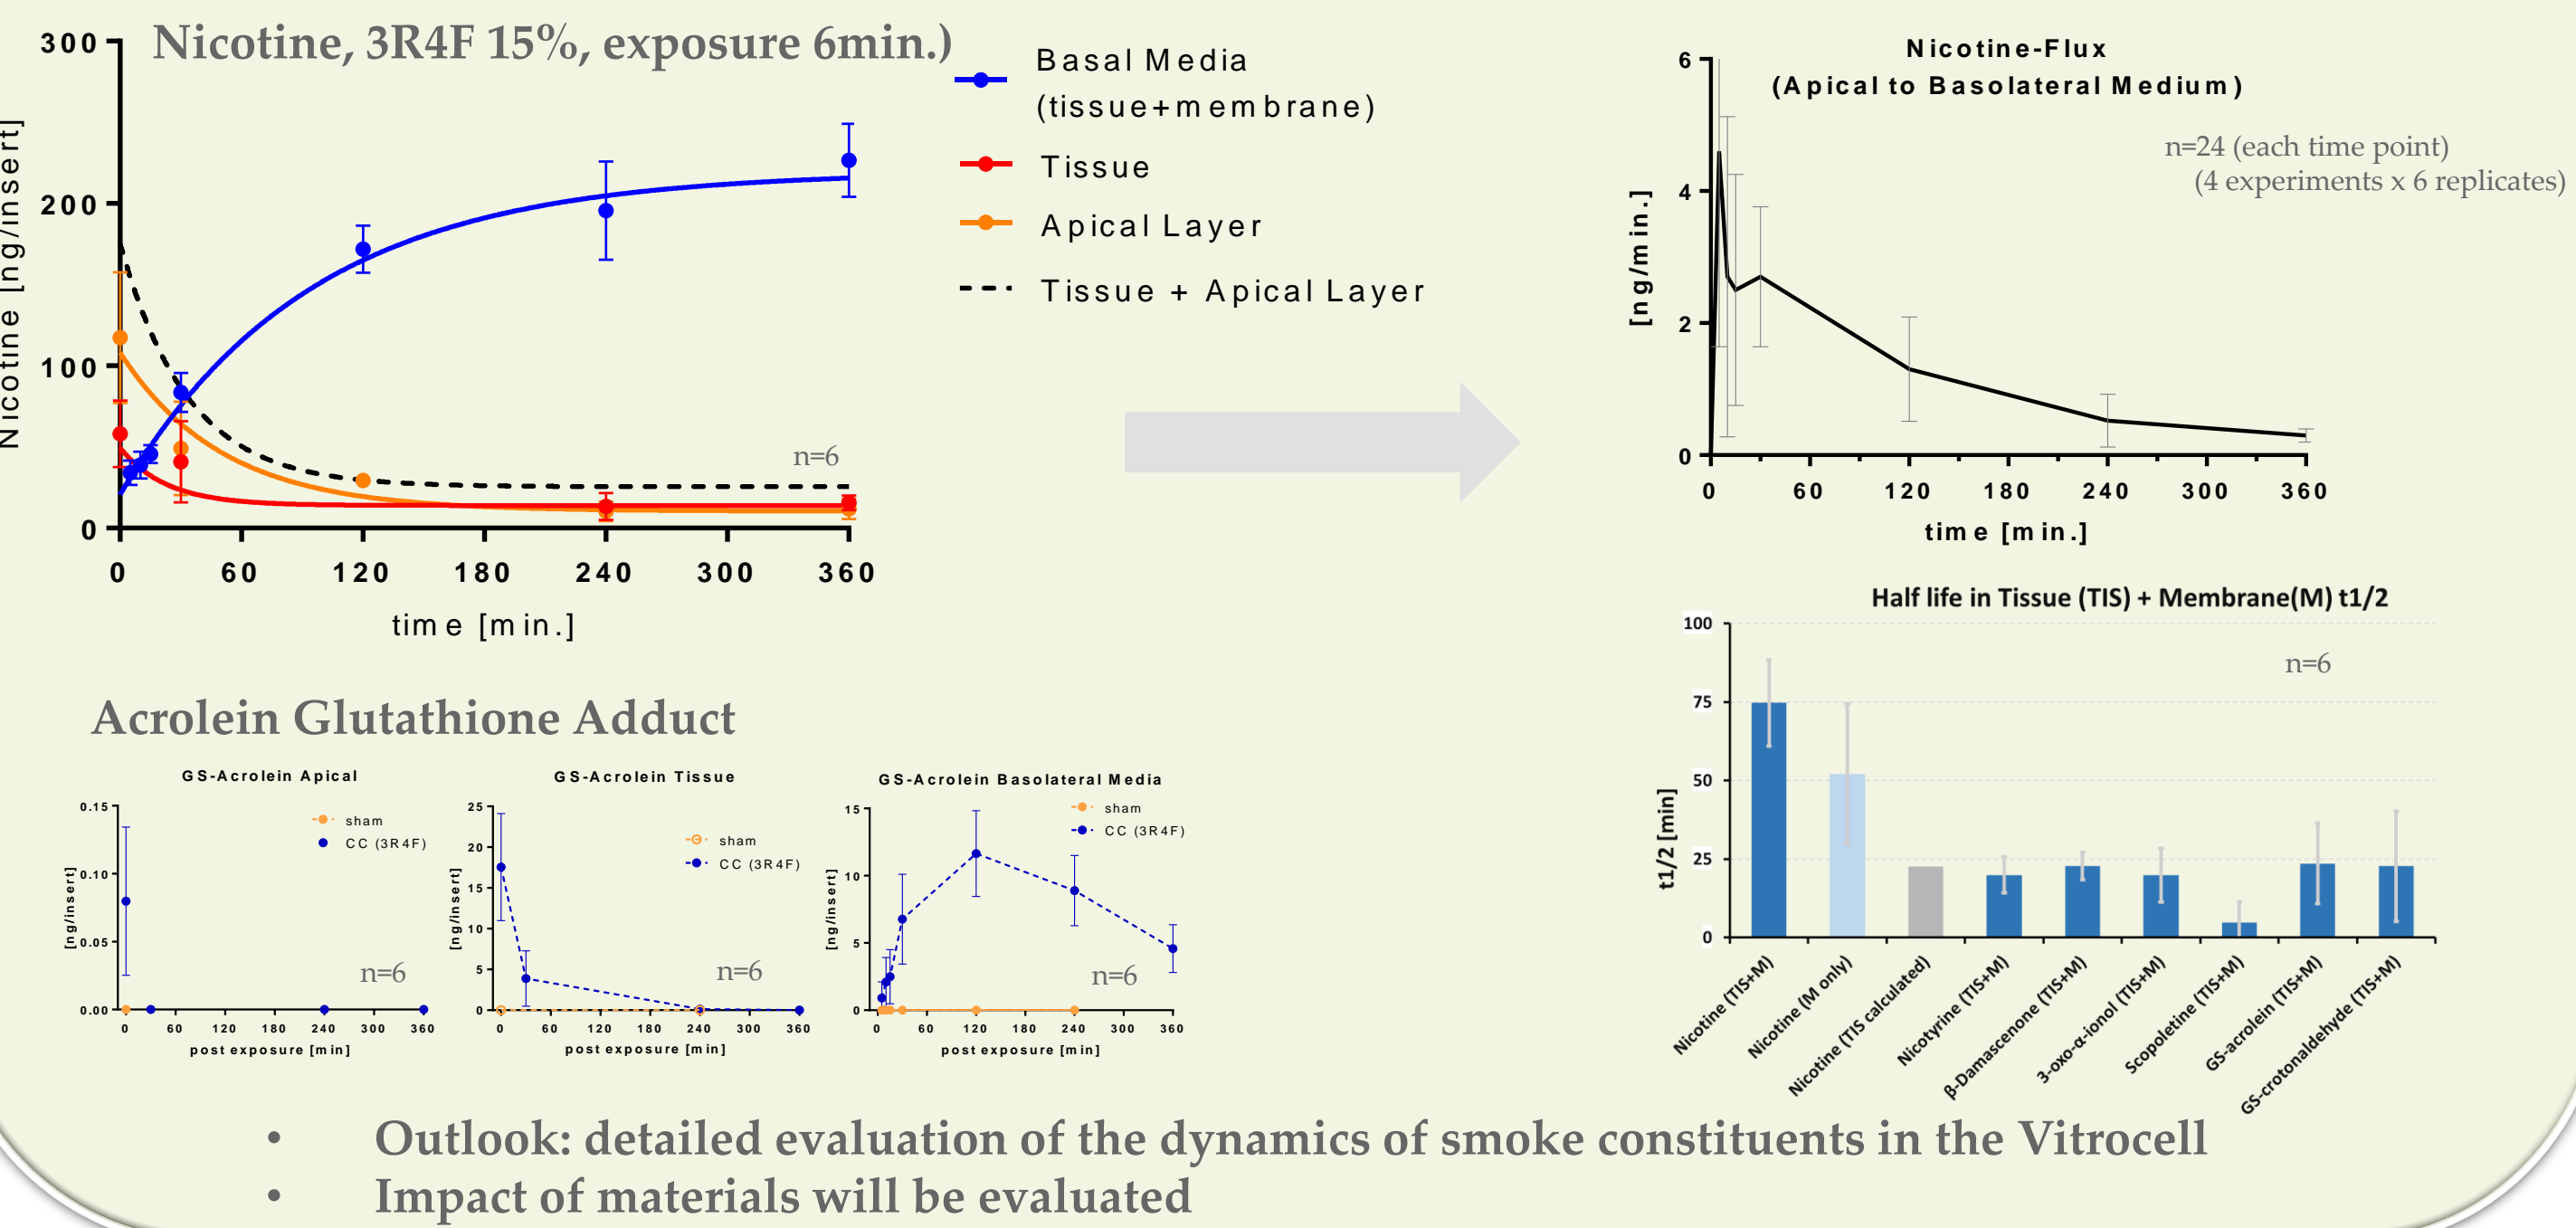 Nicotine, 3R4F 15%, exposure 6min.)
Nicotine [ng/insert]
300
200
100
0
0 60 120 180 240 300 360
time [min.]
n=6
Basal Media
(tissue+membrane)
Tissue
Apical Layer
Tissue + Apical Layer
Nicotine-Flux
(Apical to Basolateral Medium)
n=24 (each time point)
(4 experiments x 6 replicates)
[ng/min.]
6
4
2
0
0 60 120 180 240 300 360
time [min.]
Half life in Tissue (TIS) + Membrane(M) t1/2
n=6
t1/2 [min]
100
75
50
25
0
Nicotine (TIS+M)
Nicotine (M only)
Nicotine (TIS calculated)
Nicotyrine (TIS+M)
β-Damascenone (TIS+M)
3-oxo-α-ionol (TIS+M)
Scopoletine (TIS+M)
GS-acrolein (TIS+M)
GS-crotonaldehyde (TIS+M)
Acrolein Glutathione Adduct
GS-Acrolein Apical
[ng/insert]
0.15
0.10
0.05
0.00
sham
CC (3R4F)
n=6
0 60 120 180 240 300 360
post exposure [min]
GS-Acrolein Tissue
[ng/insert]
25
20
15
10
5
0
sham
CC (3R4F)
n=6
0 60 120 180 240 300 360
post exposure [min]
GS-Acrolein Basolateral Media
[ng/insert]
15
10
5
0
sham
CC (3R4F)
n=6
0 60 120 180 240 300 360
post exposure [min]
• Outlook: detailed evaluation of the dynamics of smoke constituents in the Vitrocell
• Impact of materials will be evaluated